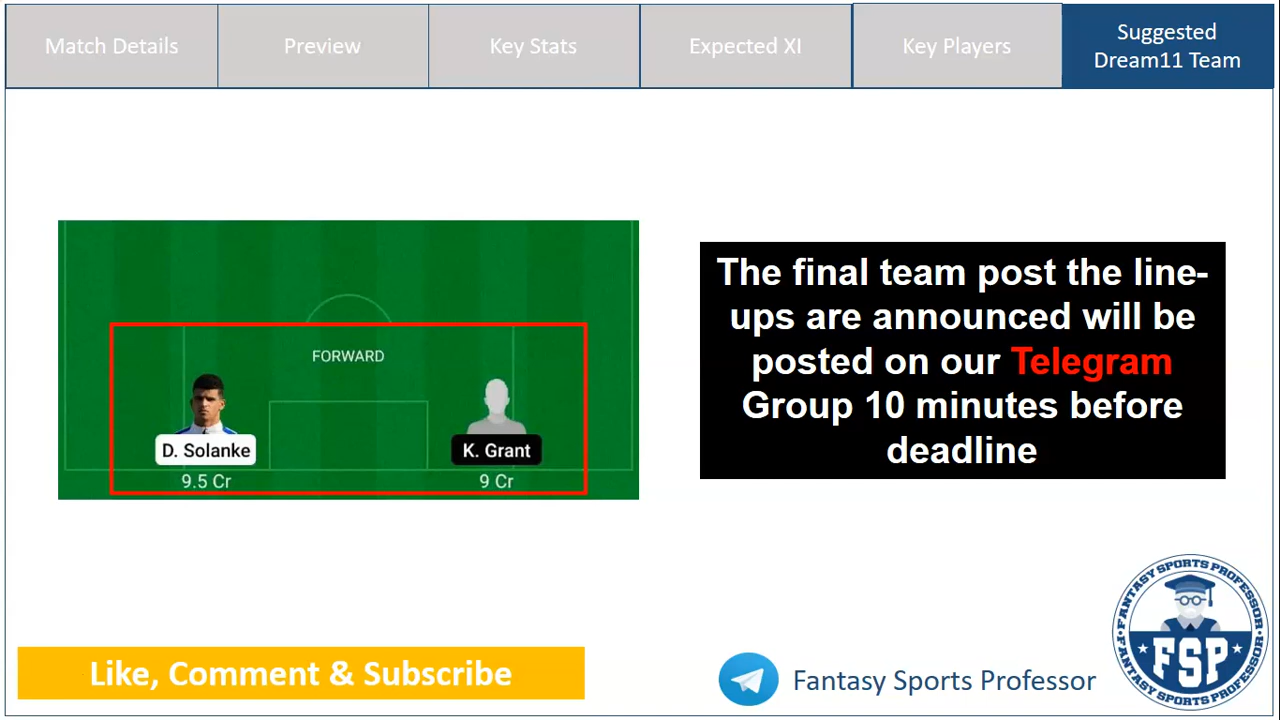 Match Details
Preview
Key Stats
Expected XI
Key Players
Suggested
Dream11 Team
FORWARD
D. Solanke
K. Grant
9.5 Cr
9 Cr
The final team post the line-
ups are announced will be
posted on our Telegram
Group 10 minutes before
deadline
Like, Comment & Subscribe
Fantasy Sports Professor
FANTASY SPORTS PROFESSOR
FANTASY SPORTS PROFESSOR
FSP